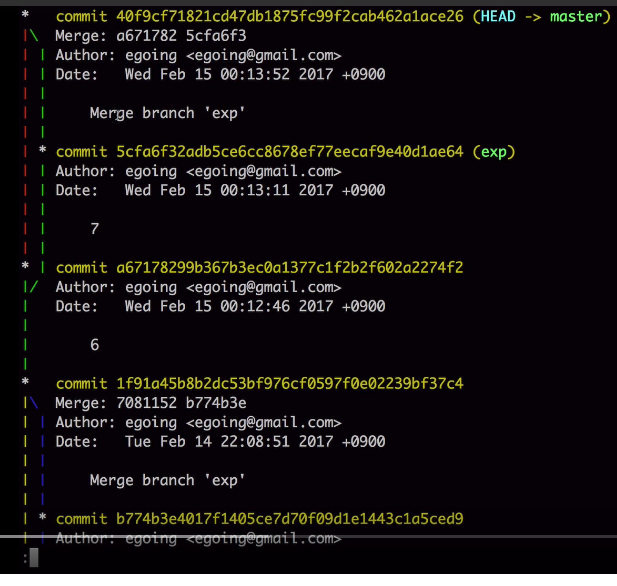 * commit 40f9cf71821cd47db1875fc99f2cab462a1ace26 (HEAD -> master)
|\ Merge: a671782 5cfa6f3
| | Author: egoing <egoing@gmail.com>
| | Date: Wed Feb 15 00:13:52 2017 +0900
| |
| | Merge branch 'exp'
| |
| * commit 5cfa6f32adb5ce6cc8678ef77eecaf9e40d1ae64 (exp)
| | Author: egoing <egoing@gmail.com>
| | Date: Wed Feb 15 00:13:11 2017 +0900
| |
| | 7
| |
* | commit a67178299b367b3ec0a1377c1f2b2f602a2274f2
|/ Author: egoing <egoing@gmail.com>
| Date: Wed Feb 15 00:12:46 2017 +0900
|
| 6
|
* commit 1f91a45b8b2dc53bf976cf0597f0e02239bf37c4
|\ Merge: 7081152 b774b3e
| | Author: egoing <egoing@gmail.com>
| | Date: Tue Feb 14 22:08:51 2017 +0900
| |
| | Merge branch 'exp'
| |
| * commit b774b3e4017f1405ce7d70f09d1e1443c1a5ced9
| | Author: egoing <egoing@gmail.com>
: